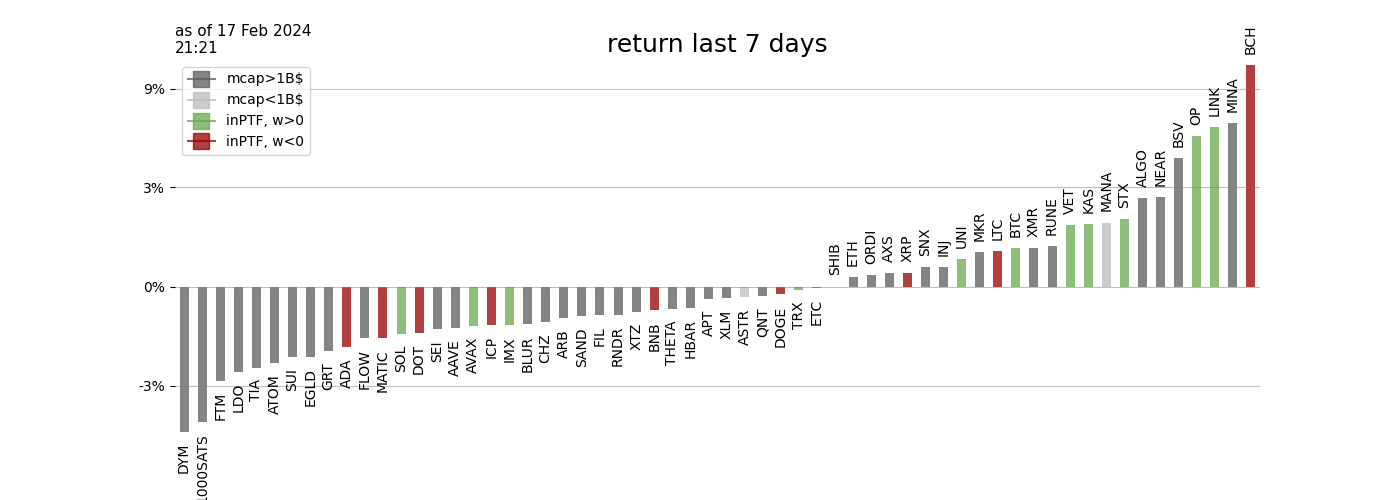 as of 17 Feb 2024
21:21
return last 7 days
mcap>1B$
mcap<1B$
inPTF, w>0
inPTF, w<0
9%
3%
0%
-3%
DYM
1000SATS
FTM
LDO
TIA
ATOM
SUI
EGLD
GRT
ADA
FLOW
MATIC
SOL
DOT
SEI
AAVE
AVAX
ICP
IMX
BLUR
CHZ
ARB
SAND
FIL
RNDR
XTZ
BNB
THETA
HBAR
APT
XLM
ASTR
QNT
DOGE
TRX
ETC
SHIB
ETH
ORDI
AXS
XRP
SNX
INJ
UNI
MKR
LTC
BTC
XMR
RUNE
VET
KAS
MANA
STX
ALGO
NEAR
BSV
OP
LINK
MINA
BCH